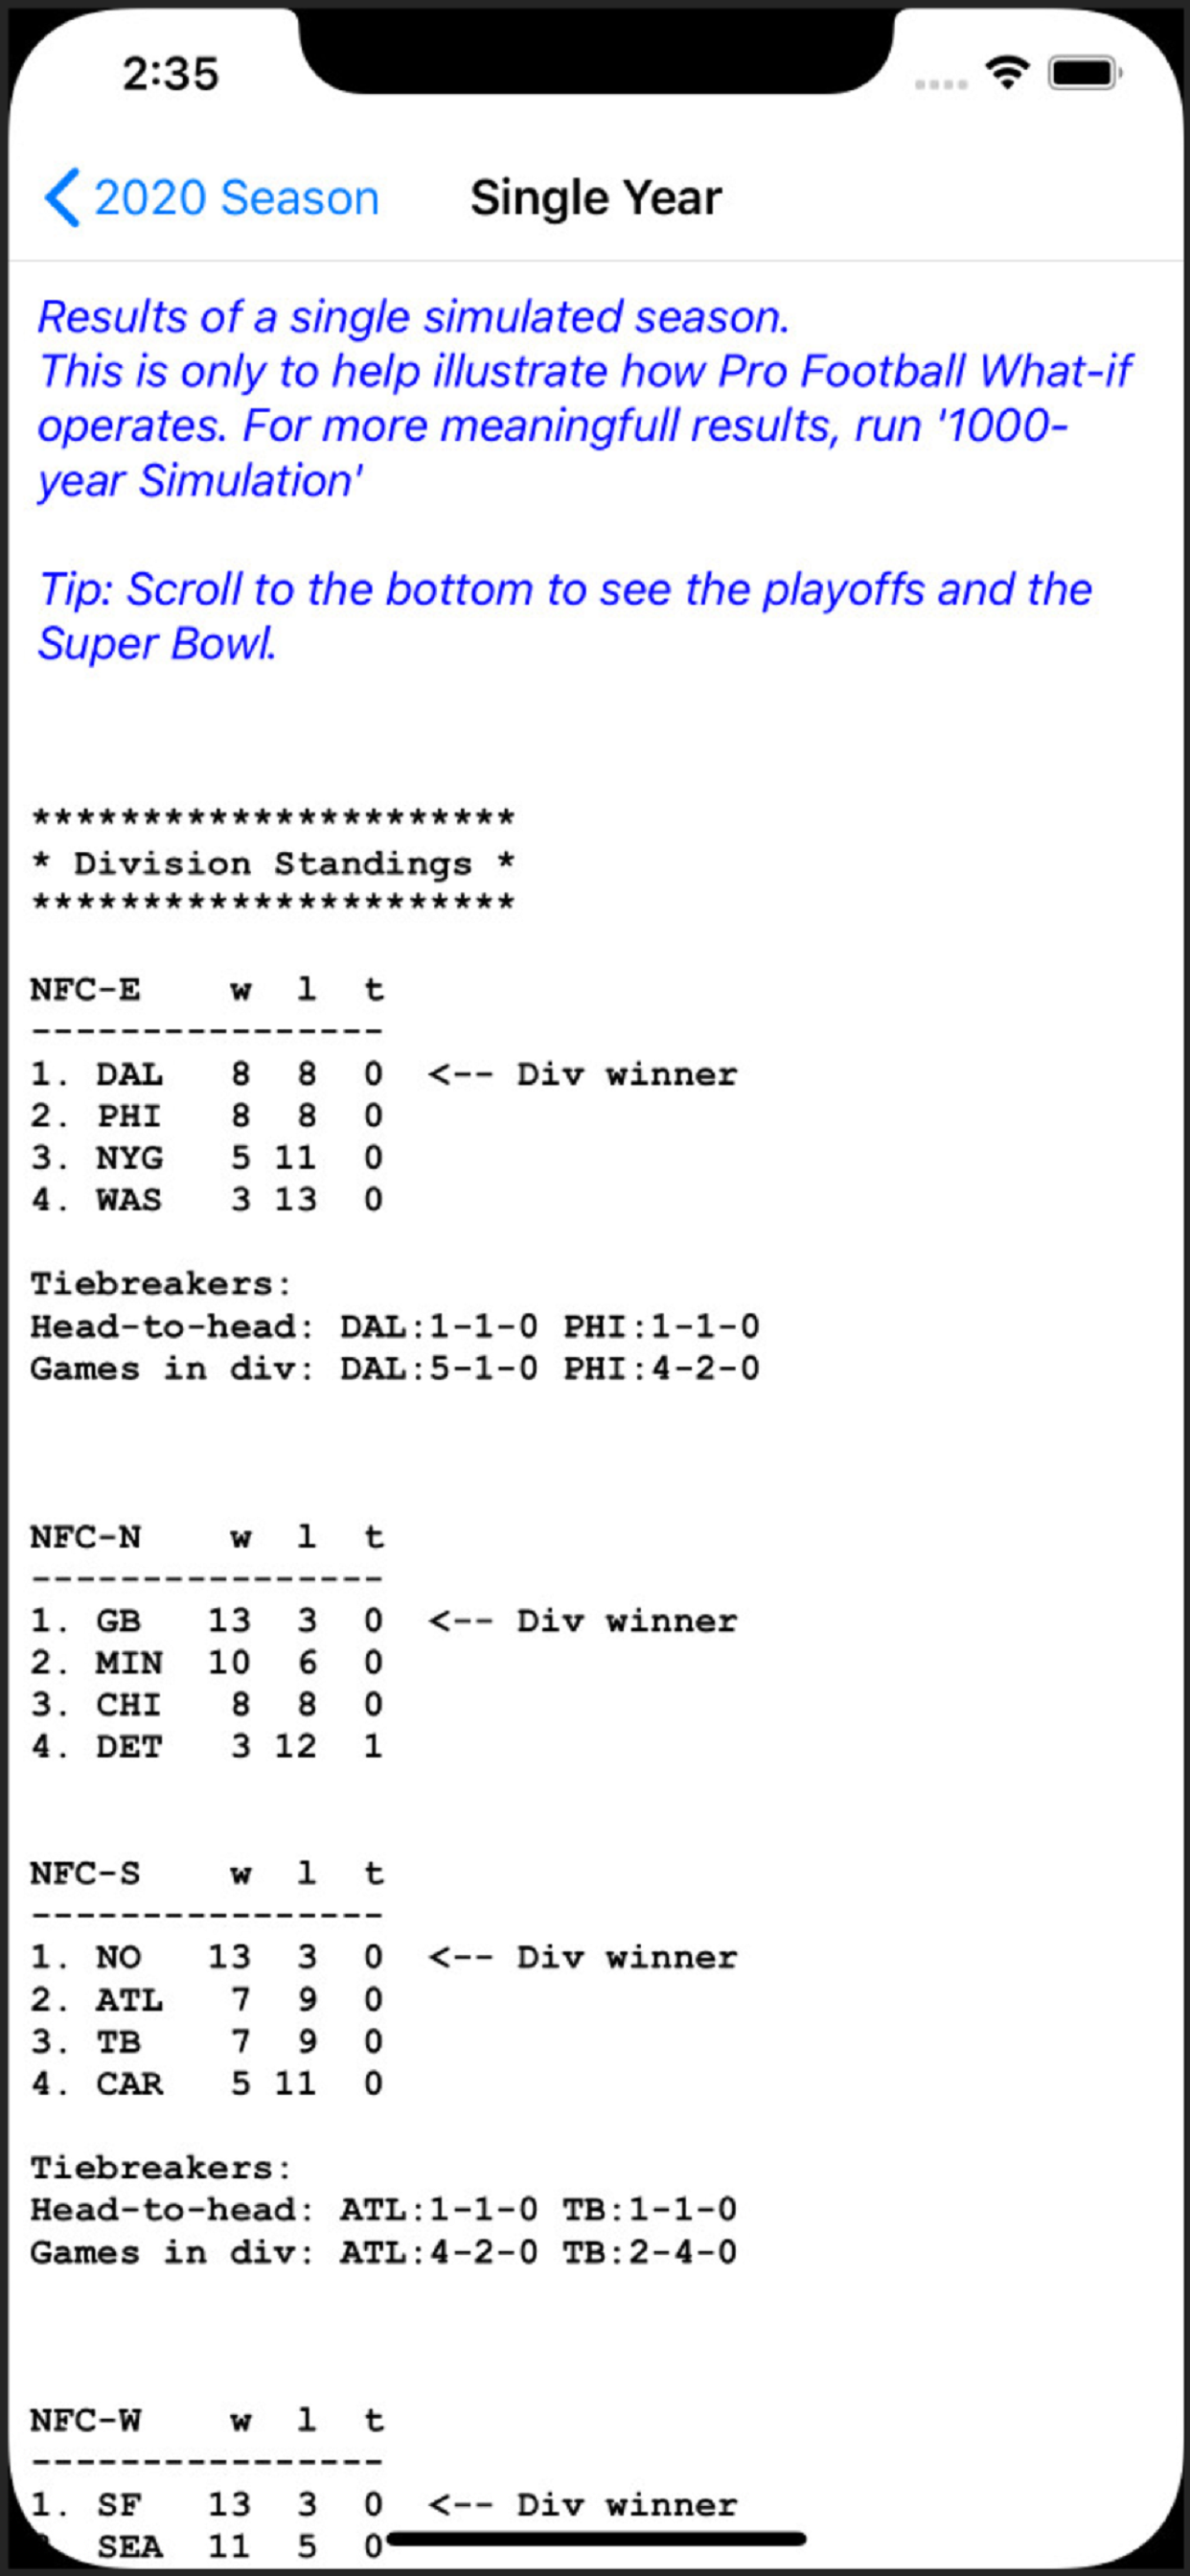 2:35
2020 Season Single Year
Results of a single simulated season.
This is only to help illustrate how Pro Football What-if
operates. For more meaningfull results, run '1000-
year Simulation'
Tip: Scroll to the bottom to see the playoffs and the
Super Bowl.
**********************
* Division Standings *
**********************
NFC-E    w  l  t
----------------
1. DAL   8  8  0  <-- Div winner
2. PHI   8  8  0
3. NYG   5 11  0
4. WAS   3 13  0
Tiebreakers:
Head-to-head: DAL:1-1-0 PHI:1-1-0
Games in div: DAL:5-1-0 PHI:4-2-0
NFC-N    w  l  t
----------------
1. GB   13  3  0  <-- Div winner
2. MIN  10  6  0
3. CHI   8  8  0
4. DET   3 12  1
NFC-S    w  l  t
----------------
1. NO   13  3  0  <-- Div winner
2. ATL   7  9  0
3. TB    7  9  0
4. CAR   5 11  0
Tiebreakers:
Head-to-head: ATL:1-1-0 TB:1-1-0
Games in div: ATL:4-2-0 TB:2-4-0
NFC-W    w  l  t
----------------
1. SF   13  3  0  <-- Div winner
SEA  11  5  0